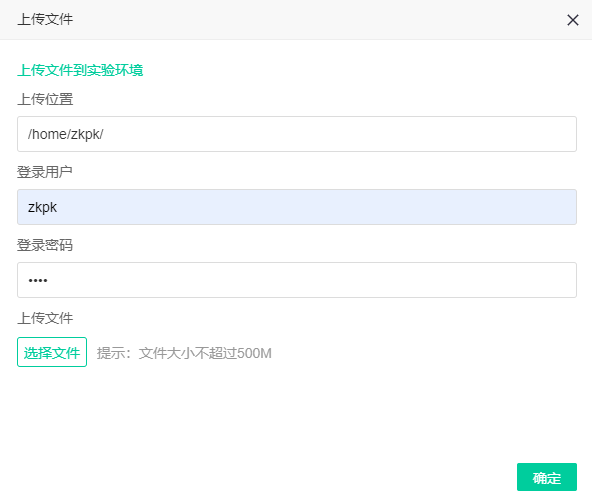 上传文件
上传文件到实验环境
上传位置
/home/zkpk/
登录用户
zkpk
登录密码
••••
上传文件
选择文件 提示：文件大小不超过500M
确定